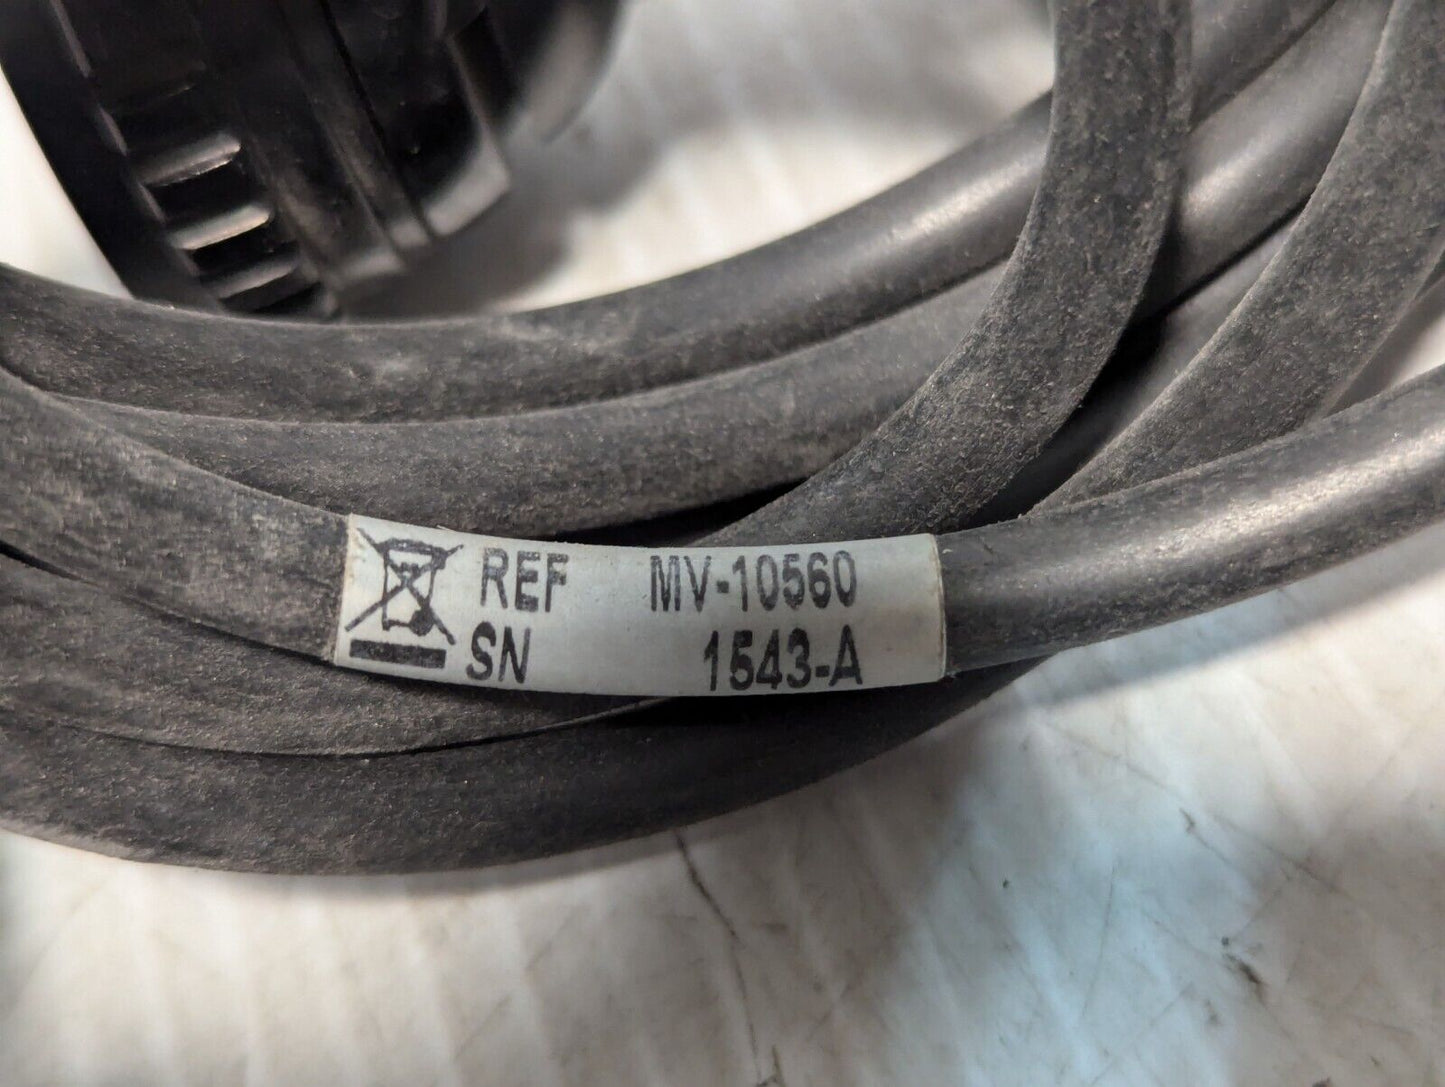 REF MV-10560
SN 1543-A